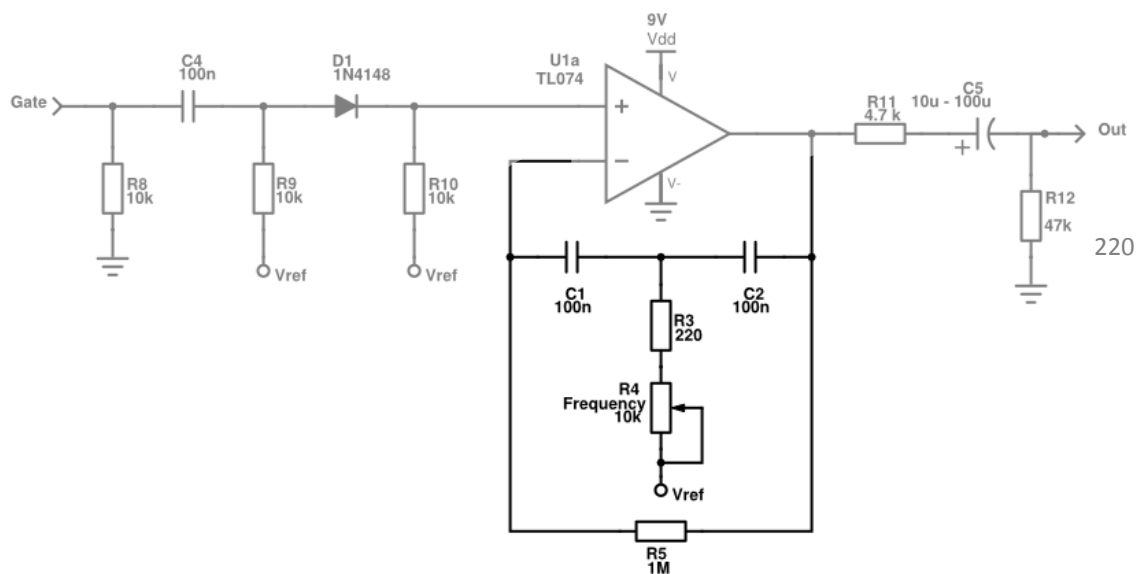 9V
Vdd
C4
100n
D1
1N4148
U1a
TL074
V
Gate
+
−
V-
R11
4.7 k
10u - 100u
C5
+
Out
R8
10k
R9
10k
R10
10k
R12
47k
220
Vref
Vref
C1
100n
C2
100n
R3
220
R4
Frequency
10k
Vref
R5
1M